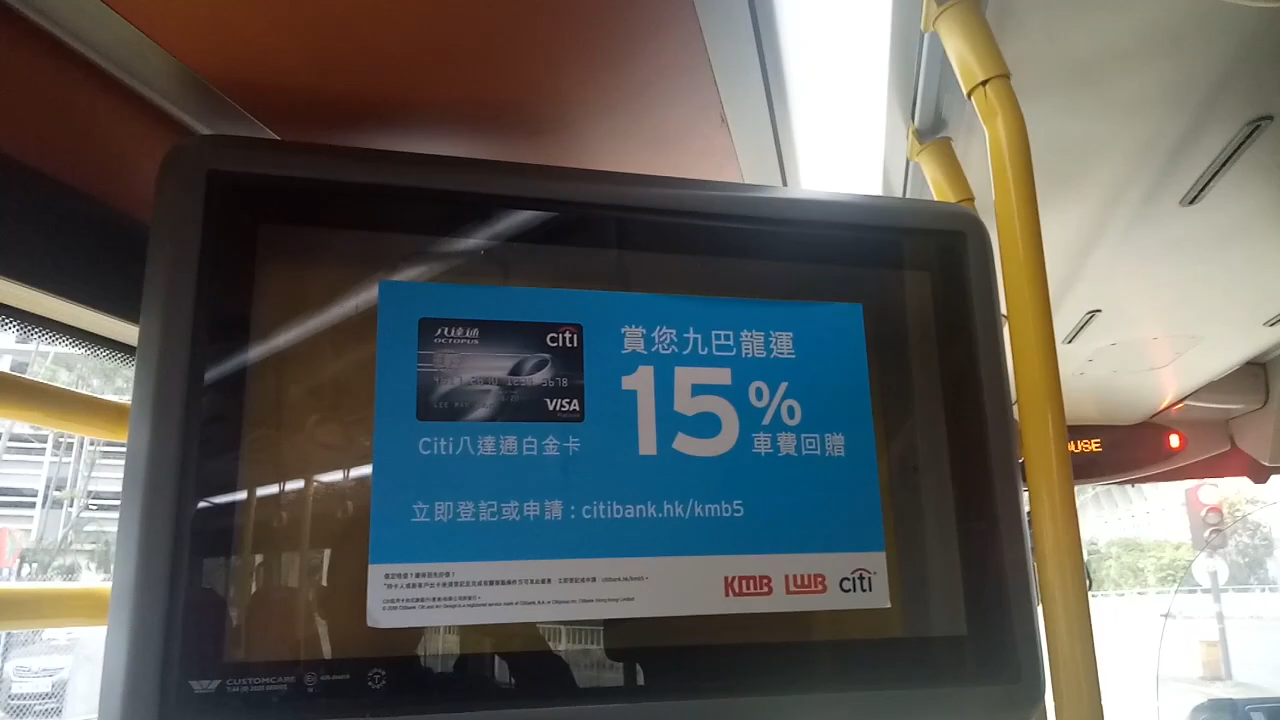 八達通
OCTOPUS
citi
5678
VISA
Platinum
Citi八達通白金卡
賞您九巴龍運
15%
車費回贈
立即登記或申請 : citibank.hk/kmb5
KMB LWB citi
CUSTOMCARE
USE